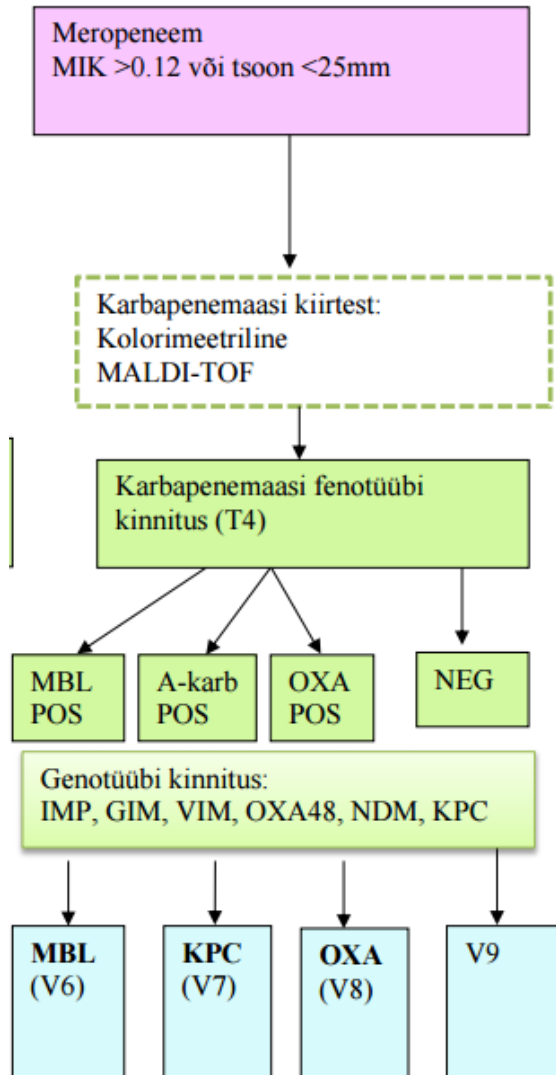 Meropeneem
MIK >0.12 või tsoon <25mm
Karbapenemaasi kiirtest:
Kolorimeetriline
MALDI-TOF
Karbapenemaasi fenotüübi
kinnitus (T4)
MBL
POS
A-karb
POS
OXA
POS
NEG
Genotüübi kinnitus:
IMP, GIM, VIM, OXA48, NDM, KPC
MBL
(V6)
KPC
(V7)
OXA
(V8)
V9